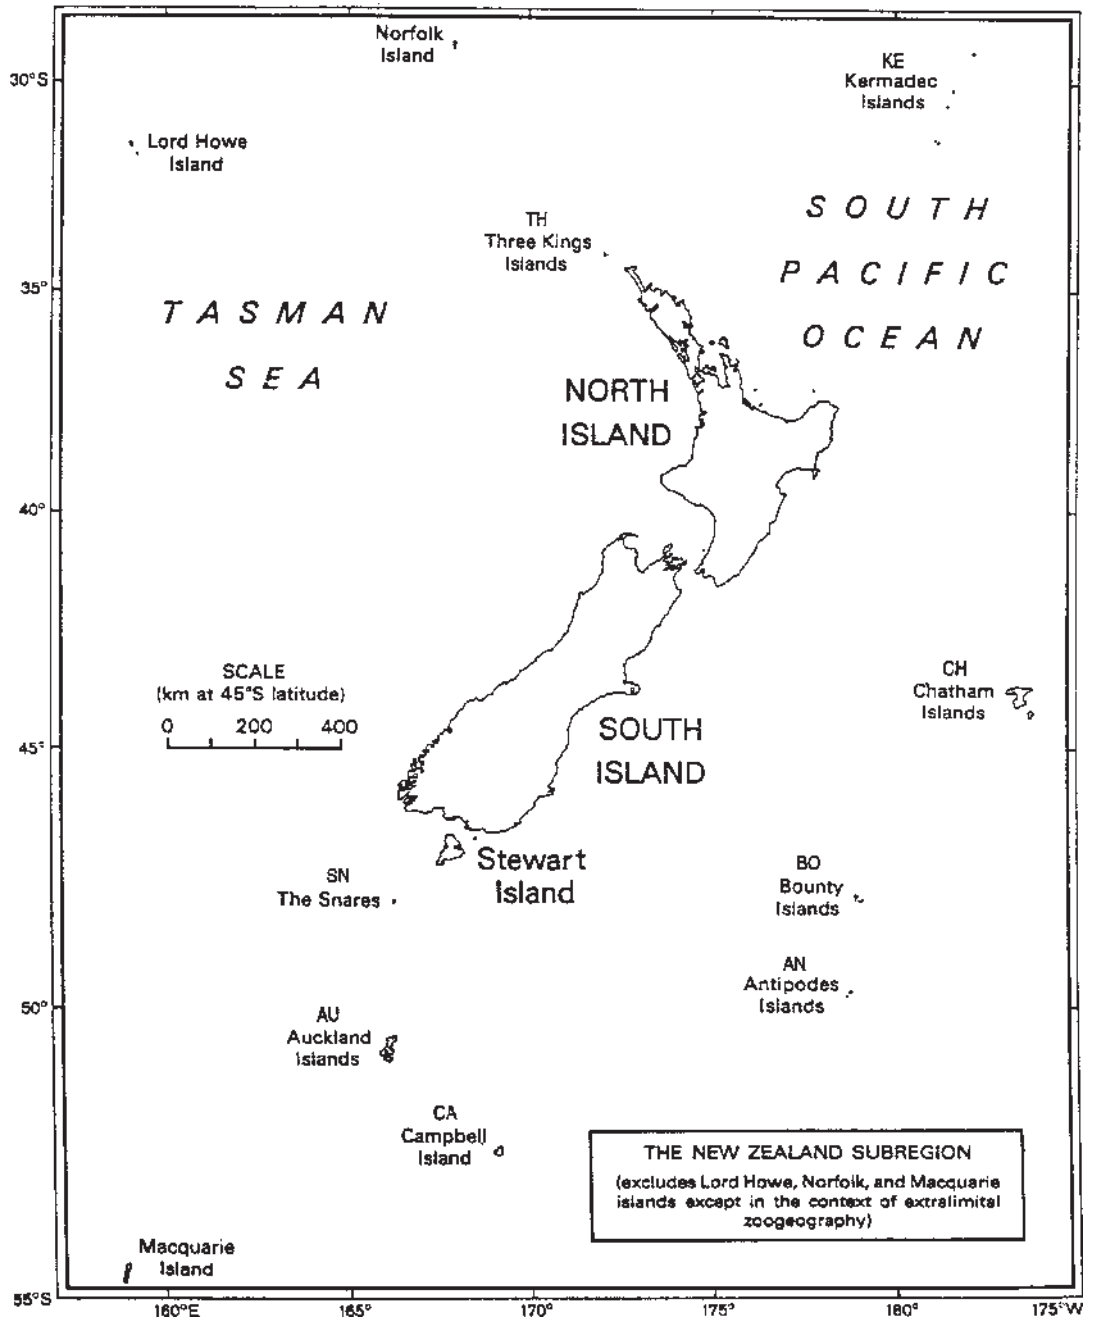 Norfolk
Island
KE
Kermadec
Islands
30°S
Lord Howe
Island
SOUTH
PACIFIC
OCEAN
TH
Three Kings
Islands
35°
TASMAN
SEA
NORTH
ISLAND
40°
SCALE
(km at 45°S latitude)
0 200 400
CH
Chatham
Islands
SOUTH
ISLAND
45°
Stewart
Island
SN
The Snares
BO
Bounty
Islands
AN
Antipodes
Islands
50°
AU
Auckland
Islands
CA
Campbell
Island
THE NEW ZEALAND SUBREGION
(excludes Lord Howe, Norfolk, and Macquarie
islands except in the context of extralimital
zoogeography)
Macquarie
Island
55°S
160°E 165° 170° 175° 180° 175°W